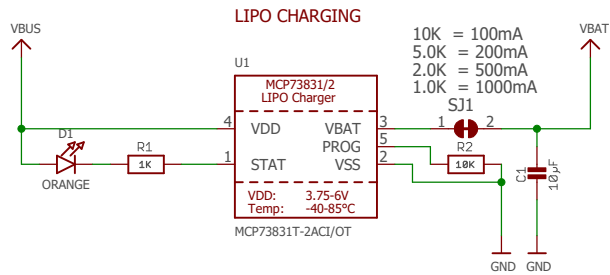 LIPO CHARGING
VBUS
VBAT
10K = 100mA
5.0K = 200mA
2.0K = 500mA
1.0K = 1000mA
U1
MCP73831/2
LIPO Charger
SJ1
4 VDD
VBAT 3
1 2
D1
R1
PROG 5
R2
1K
1 STAT
VSS 2
10K
C1
10µF
ORANGE
VDD: 3.75-6V
Temp: -40-85°C
MCP73831T-2ACI/OT
GND
GND